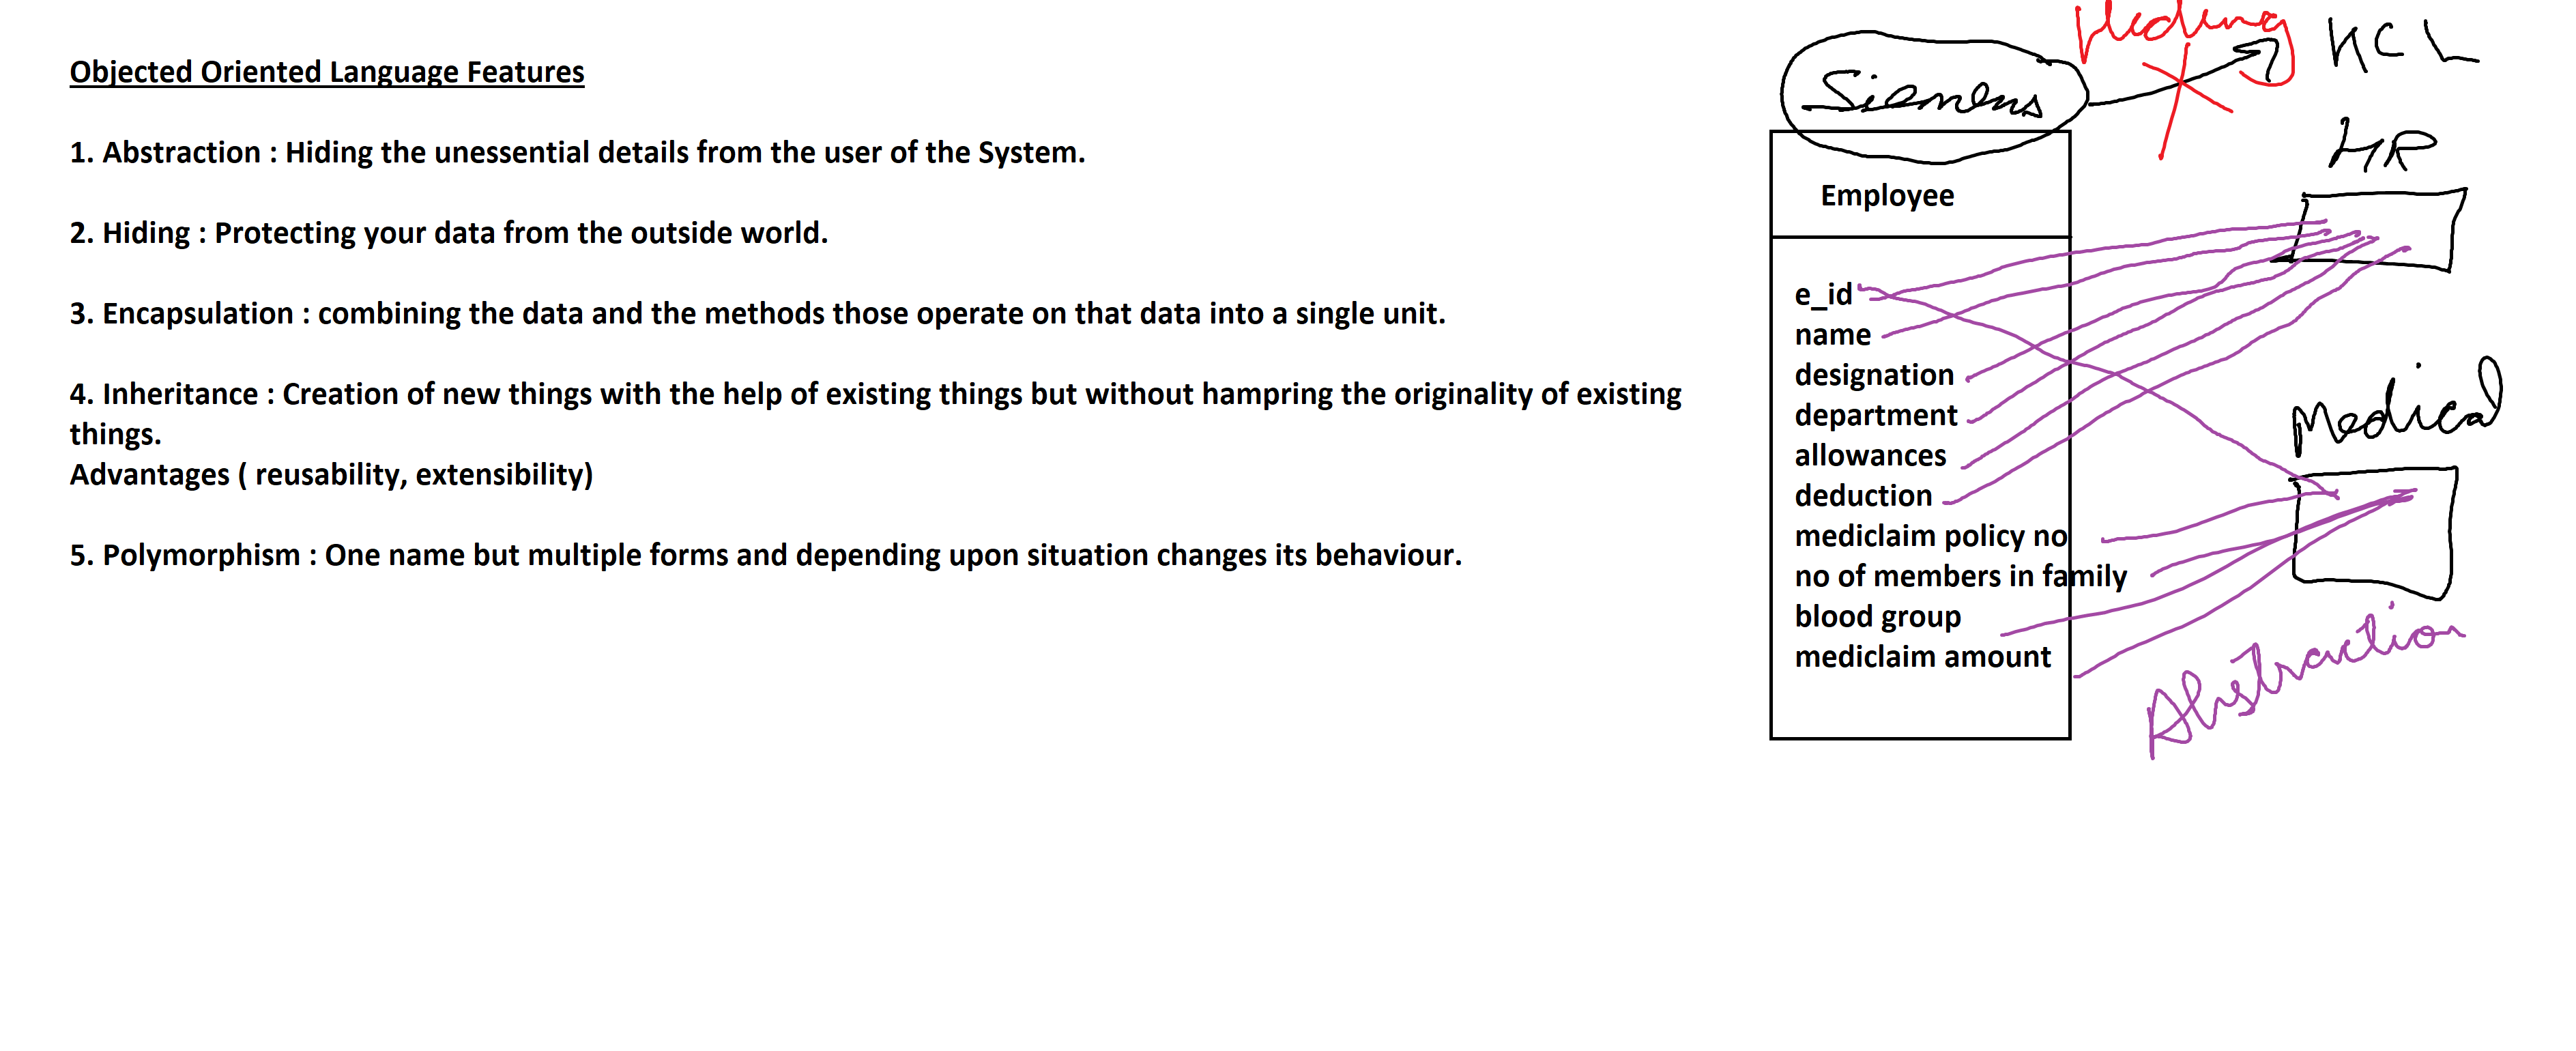 Objected Oriented Language Features
1. Abstraction : Hiding the unessential details from the user of the System.
2. Hiding : Protecting your data from the outside world.
3. Encapsulation : combining the data and the methods those operate on that data into a single unit.
4. Inheritance : Creation of new things with the help of existing things but without hampring the originality of existing
things.
Advantages ( reusability, extensibility)
5. Polymorphism : One name but multiple forms and depending upon situation changes its behaviour.
Hiding
HCL
Siemens
HR
Employee
e_id
name
designation
department
allowances
deduction
mediclaim policy no
no of members in family
blood group
mediclaim amount
Medical
Abstraction